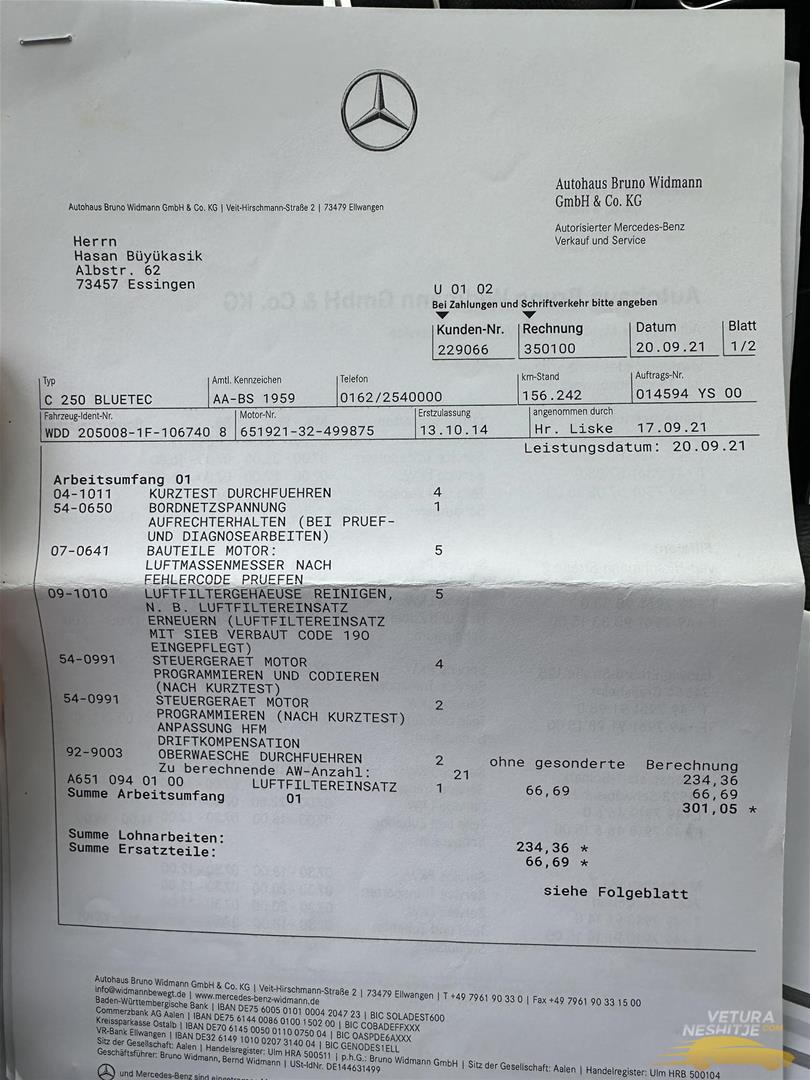 Autohaus Bruno Widmann
GmbH & Co. KG
Autorisierter Mercedes-Benz
Verkauf und Service
Autohaus Bruno Widmann GmbH & Co. KG | Veit-Hirschmann-Straße 2 | 73479 Ellwangen
Herrn
Hasan Büyükasik
Albstr. 62
73457 Essingen
U 01 02
Bei Zahlungen und Schriftverkehr bitte angeben
Kunden-Nr. Rechnung Datum Blatt
229066 350100 20.09.21 1/2
Typ Amtl. Kennzeichen Telefon km-Stand Auftrags-Nr.
C 250 BLUETEC AA-BS 1959 0162/2540000 156.242 014594 YS 00
Fahrzeug-Ident-Nr. Motor-Nr. Erstzulassung angenommen durch
WDD 205008-1F-106740 8 651921-32-499875 13.10.14 Hr. Liske 17.09.21
Leistungsdatum: 20.09.21
Arbeitsumfang 01
04-1011 KURZTEST DURCHFUEHREN 4
54-0650 BORDNETZSPANNUNG 1
AUFRECHTERHALTEN (BEI PRUEF-
UND DIAGNOSEARBEITEN)
07-0641 BAUTEILE MOTOR: 5
LUFTMASSENMESSER NACH
FEHLERCODE PRUEFEN
09-1010 LUFTFILTERGEHAEUSE REINIGEN, 5
N. B. LUFTFILTEREINSATZ
ERNEUERN (LUFTFILTEREINSATZ
MIT SIEB VERBAUT CODE 190
EINGEPFLEGT)
54-0991 STEUERGERAET MOTOR 4
PROGRAMMIEREN UND CODIEREN
(NACH KURZTEST)
54-0991 STEUERGERAET MOTOR 2
PROGRAMMIEREN (NACH KURZTEST)
ANPASSUNG HFM
DRIFTKOMPENSATION
92-9003 OBERWAESCHE DURCHFUEHREN 2 ohne gesonderte Berechnung
Zu berechnende AW-Anzahl: 21 234,36
A651 094 01 00 LUFTFILTEREINSATZ 1 66,69 66,69
Summe Arbeitsumfang 01 301,05 *
Summe Lohnarbeiten: 234,36 *
Summe Ersatzteile: 66,69 *
siehe Folgeblatt
Autohaus Bruno Widmann GmbH & Co. KG | Veit-Hirschmann-Straße 2 | 73479 Ellwangen | T +49 7961 90 33 0 | Fax +49 7961 90 33 15 00
info@widmannbewegt.de | www.mercedes-benz-widmann.de
Baden-Württembergische Bank | IBAN DE75 6005 0101 0004 2047 23 | BIC SOLADEST600
Commerzbank AG Aalen | IBAN DE75 6144 0086 0100 1502 00 | BIC COBADEFFXXX
Kreissparkasse Ostalb | IBAN DE70 6145 0050 0110 0750 04 | BIC OASPDE6AXXX
VR-Bank Ellwangen | IBAN DE32 6149 1010 0207 3140 04 | BIC GENODES1ELL
Sitz der Gesellschaft: Aalen | Handelsregister: Ulm HRA 500511 | p.h.G.: Bruno Widmann GmbH | Sitz der Gesellschaft: Aalen | Handelsregister: Ulm HRB 500104
Geschäftsführer: Bruno Widmann, Bernd Widmann | USt-IdNr. DE144631499
und Mercedes-Benz sind
VETURA
NESHITJE.COM